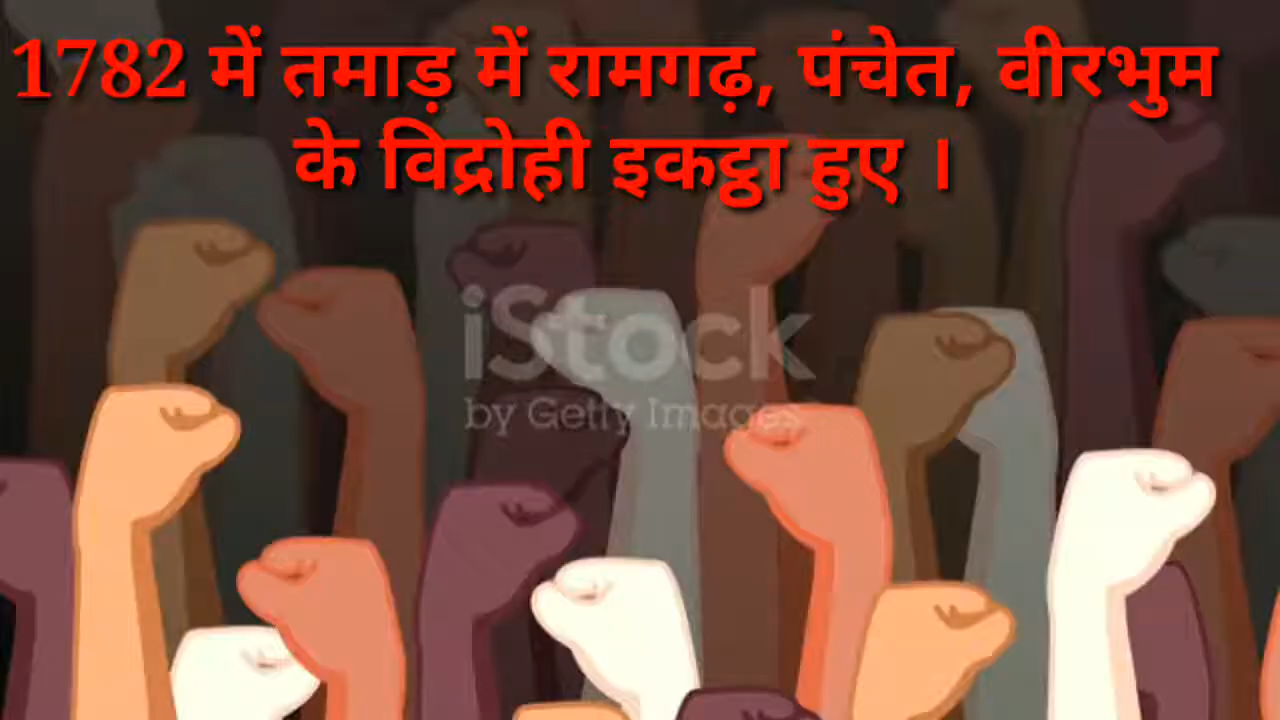 1782 में तमाड़ में रामगढ़, पंचेत, वीरभुम
के विद्रोही इकट्ठा हुए ।
iStock
by Getty Images